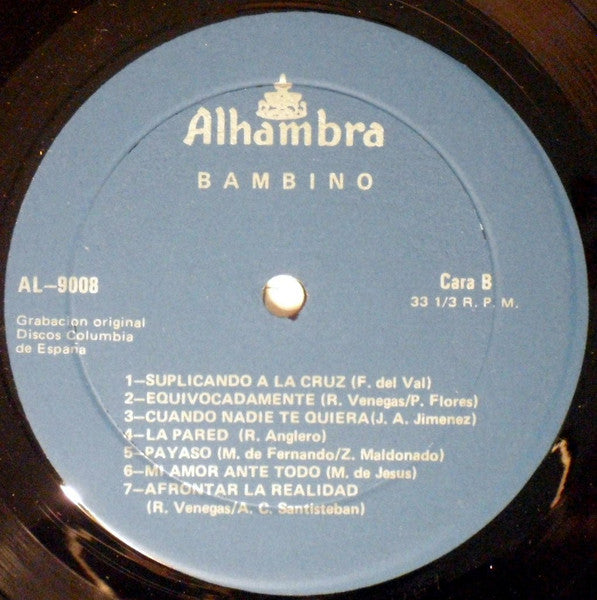 Alhambra
BAMBINO
AL-9008
Cara B
33 1/3 R. P. M.
Grabacion original
Discos Columbia
de España
1-SUPLICANDO A LA CRUZ (F. del Val)
2-EQUIVOCADAMENTE (R. Venegas/P. Flores)
3-CUANDO NADIE TE QUIERA (J. A. Jimenez)
4-LA PARED (R. Anglero)
5-PAYASO (M. de Fernando/Z. Maldonado)
6-MI AMOR ANTE TODO (M. de Jesus)
7-AFRONTAR LA REALIDAD
(R. Venegas/A. C. Santisteban)